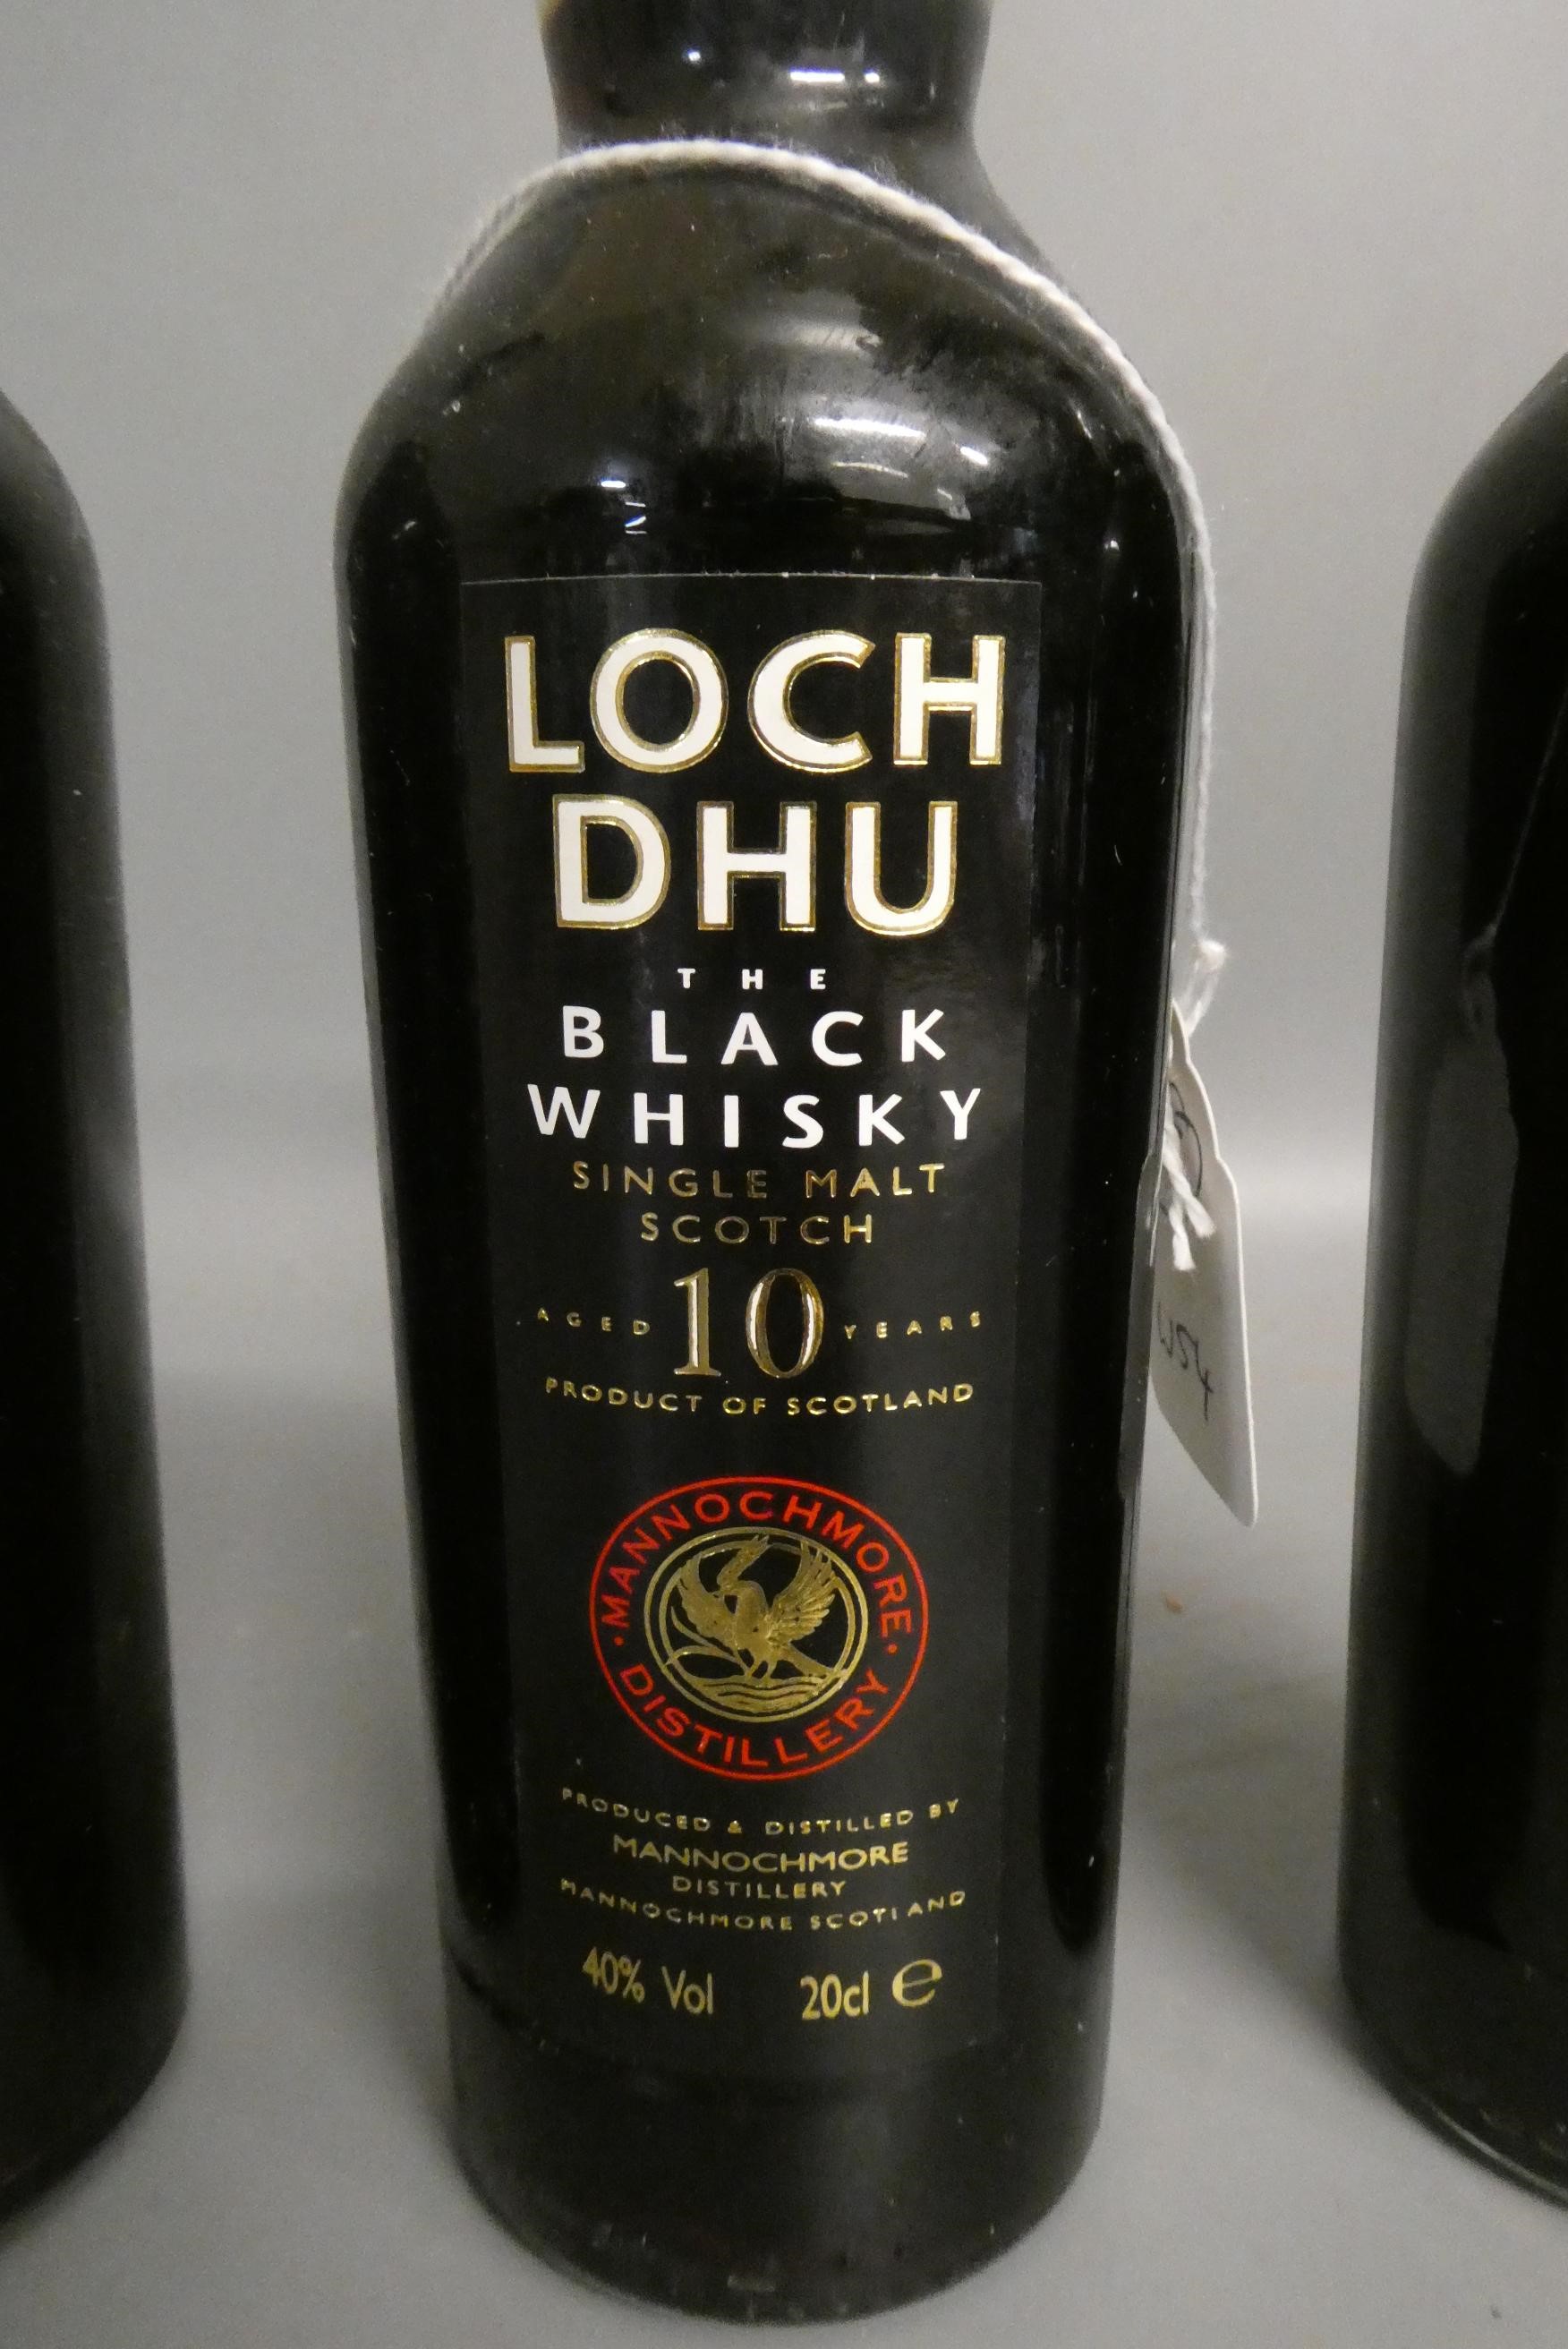 LOCH
DHU
THE
BLACK
WHISKY
SINGLE MALT
SCOTCH
AGED 10 YEARS
PRODUCT OF SCOTLAND
· MANNOCHMORE ·
DISTILLERY
PRODUCED & DISTILLED BY
MANNOCHMORE
DISTILLERY
MANNOCHMORE SCOTLAND
40% Vol 20cl e